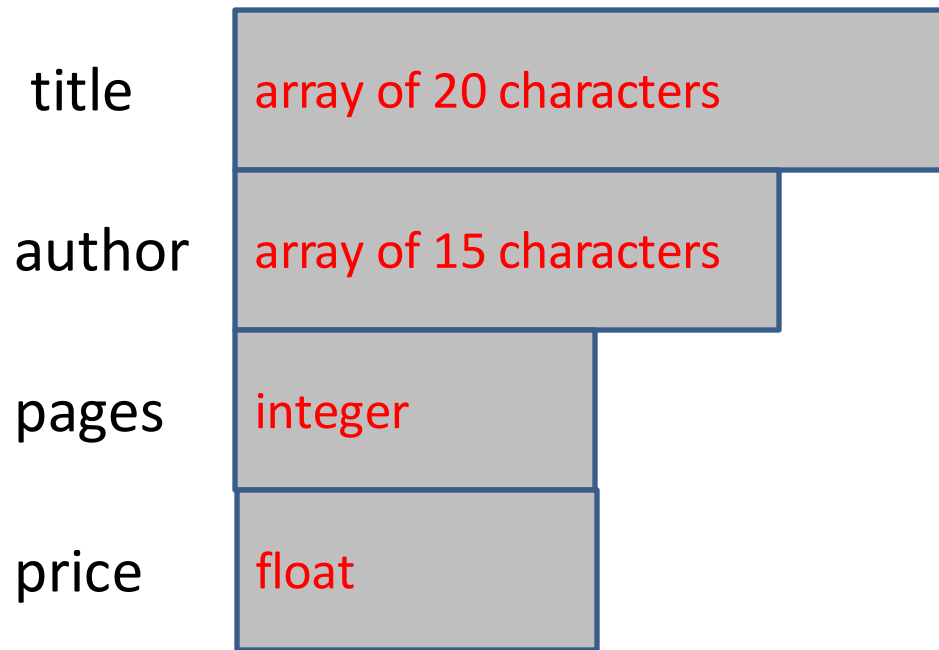 title array of 20 characters
author array of 15 characters
pages integer
price float